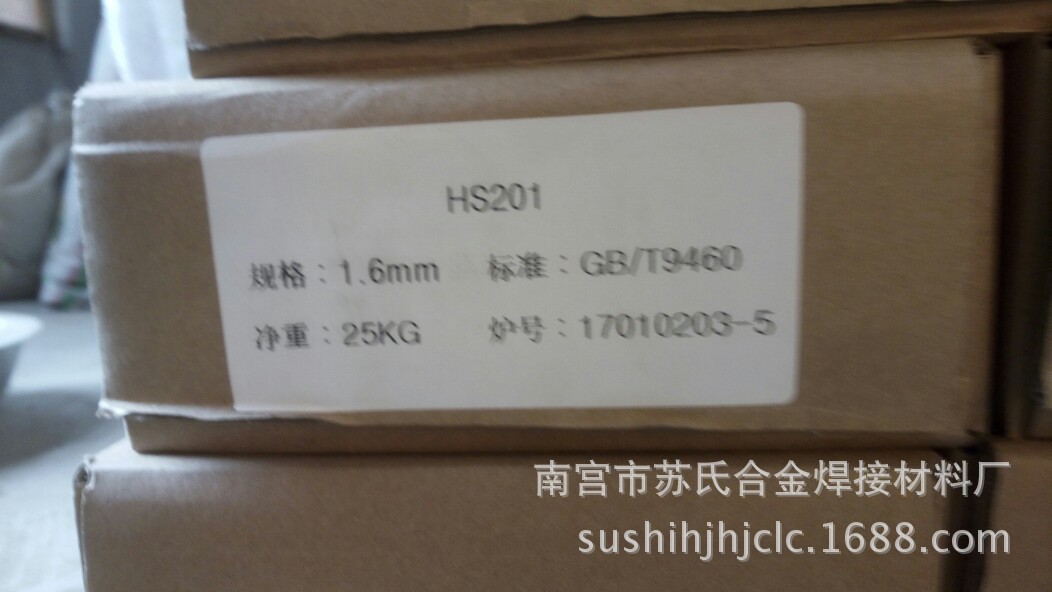 HS201
规格：1.6mm 标准：GB/T9460
净重：25KG 炉号：17010203-5
南宫市苏氏合金焊接材料厂
sushihjhjclc.1688.com